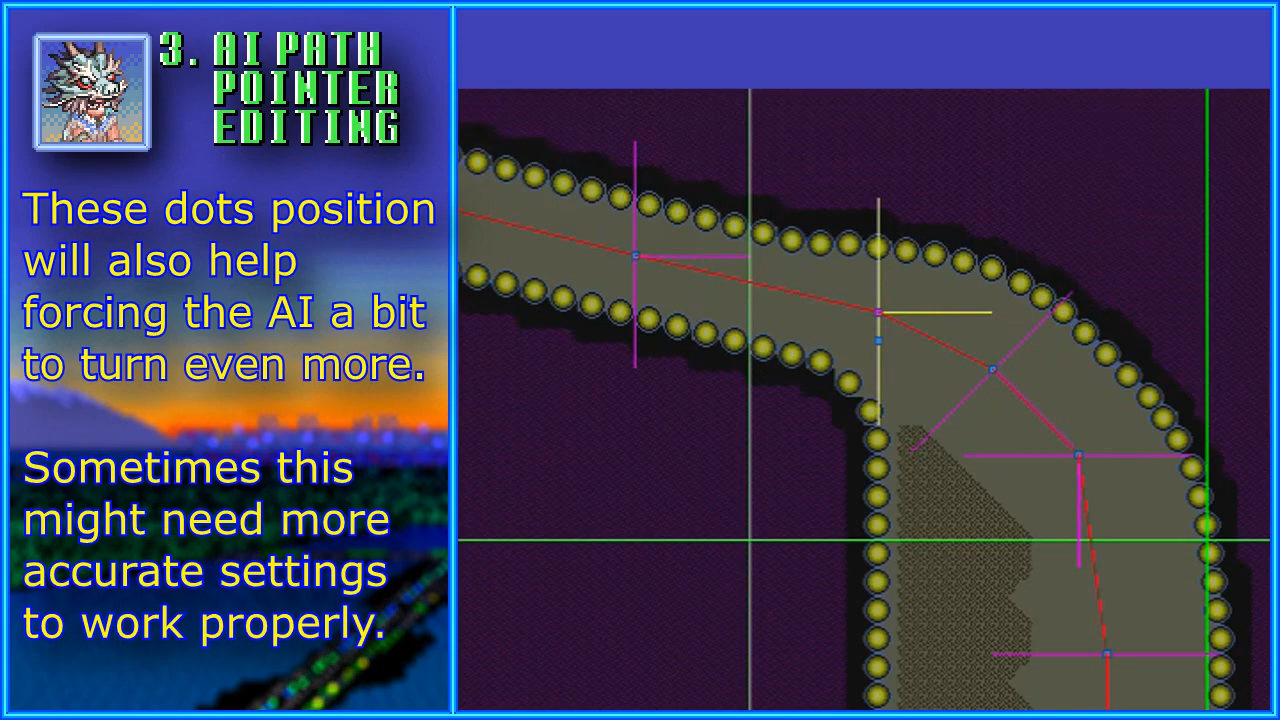 3. AI PATH
POINTER
EDITING
These dots position
will also help
forcing the AI a bit
to turn even more.
Sometimes this
might need more
accurate settings
to work properly.